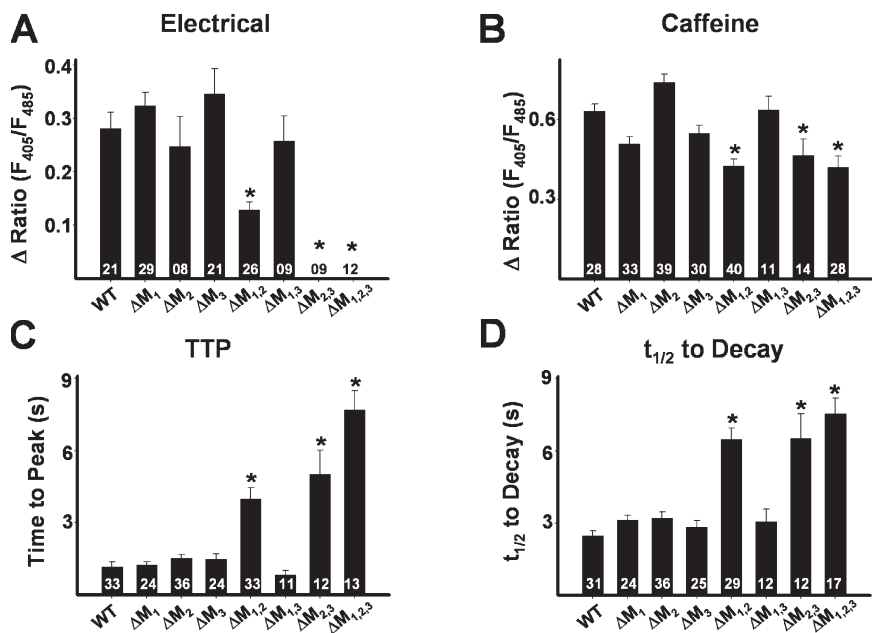 A Electrical
Δ Ratio (F405/F485)
0.4
0.3
0.2
0.1
* * *
21 29 08 21 26 09 09 12
WT ΔM1 ΔM2 ΔM3 ΔM1,2 ΔM1,3 ΔM2,3 ΔM1,2,3
B Caffeine
Δ Ratio (F405/F485)
0.6
0.3
* * *
28 33 39 30 40 11 14 28
WT ΔM1 ΔM2 ΔM3 ΔM1,2 ΔM1,3 ΔM2,3 ΔM1,2,3
C TTP
Time to Peak (s)
9
6
3
* * *
33 24 36 24 33 11 12 13
WT ΔM1 ΔM2 ΔM3 ΔM1,2 ΔM1,3 ΔM2,3 ΔM1,2,3
D t1/2 to Decay
t1/2 to Decay (s)
9
6
3
* * *
31 24 36 25 29 12 12 17
WT ΔM1 ΔM2 ΔM3 ΔM1,2 ΔM1,3 ΔM2,3 ΔM1,2,3